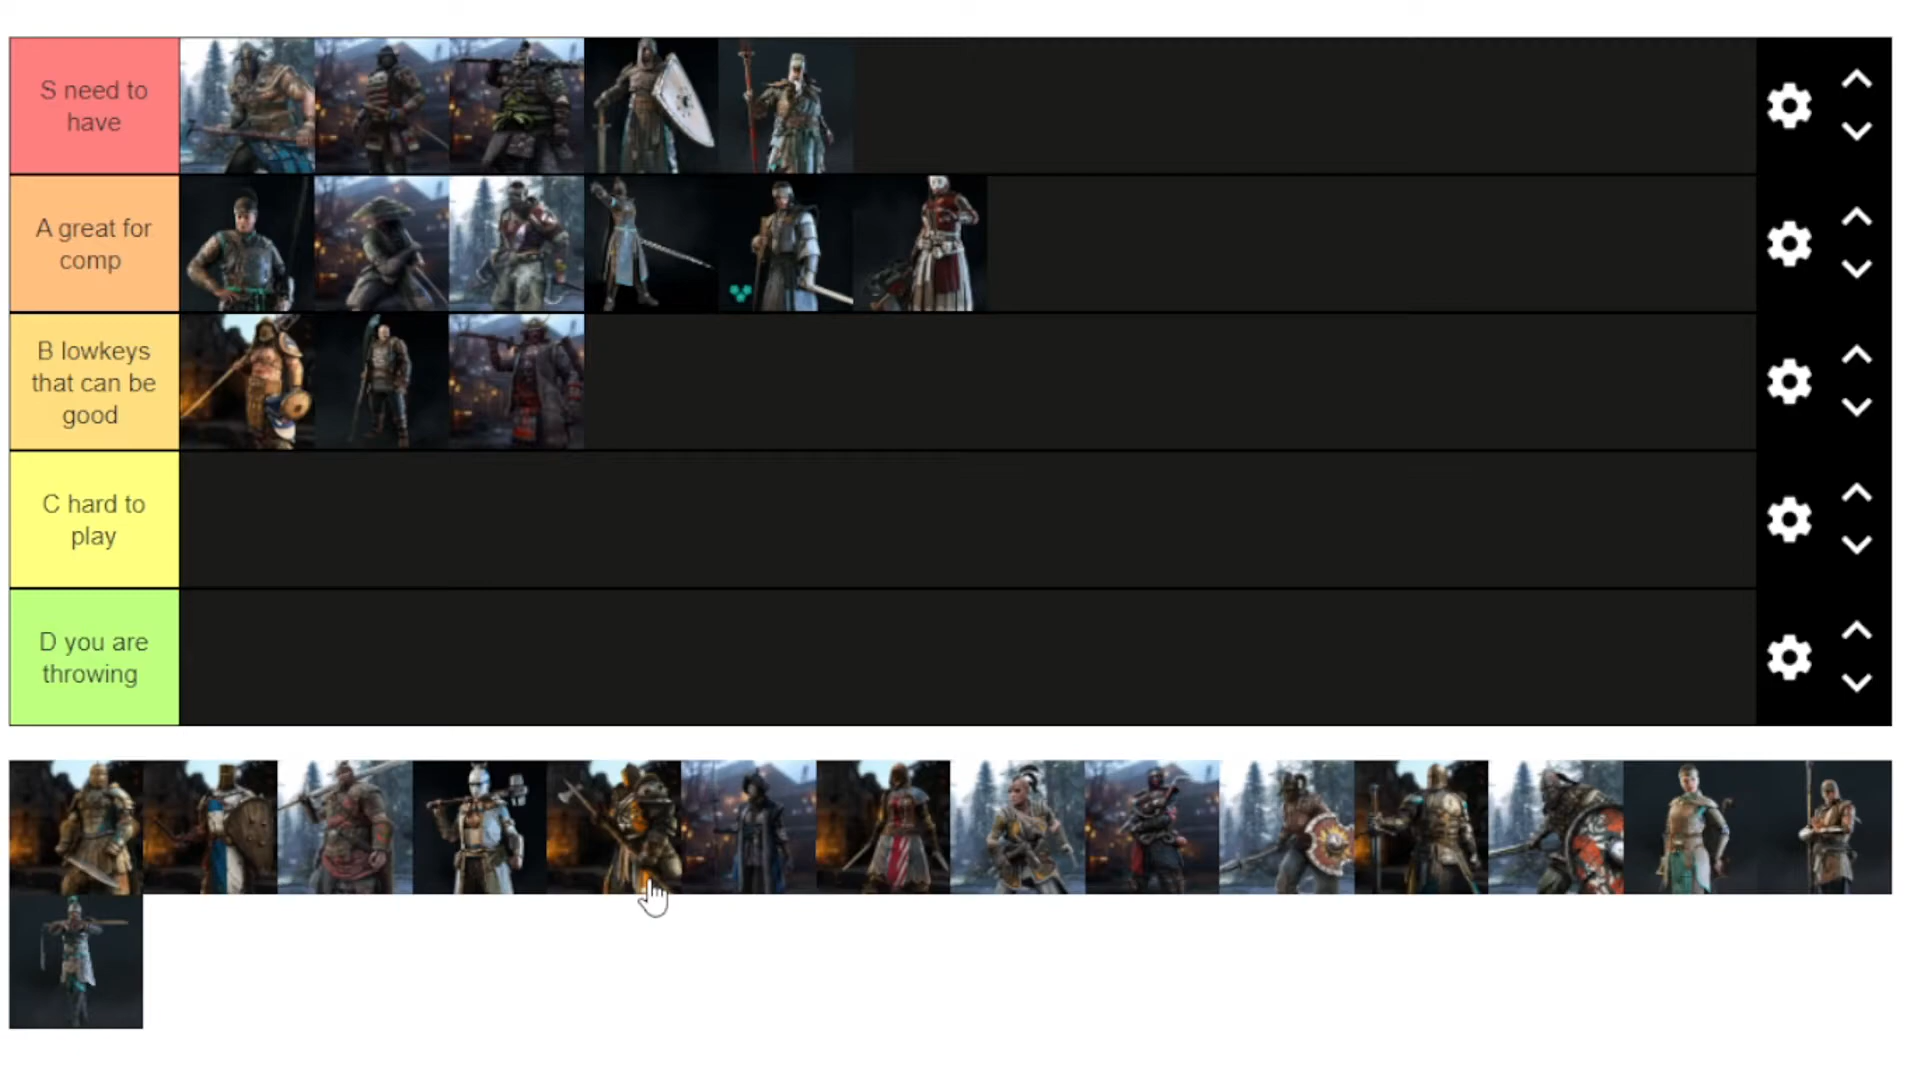 S need to
have
A great for
comp
B lowkeys
that can be
good
C hard to
play
D you are
throwing